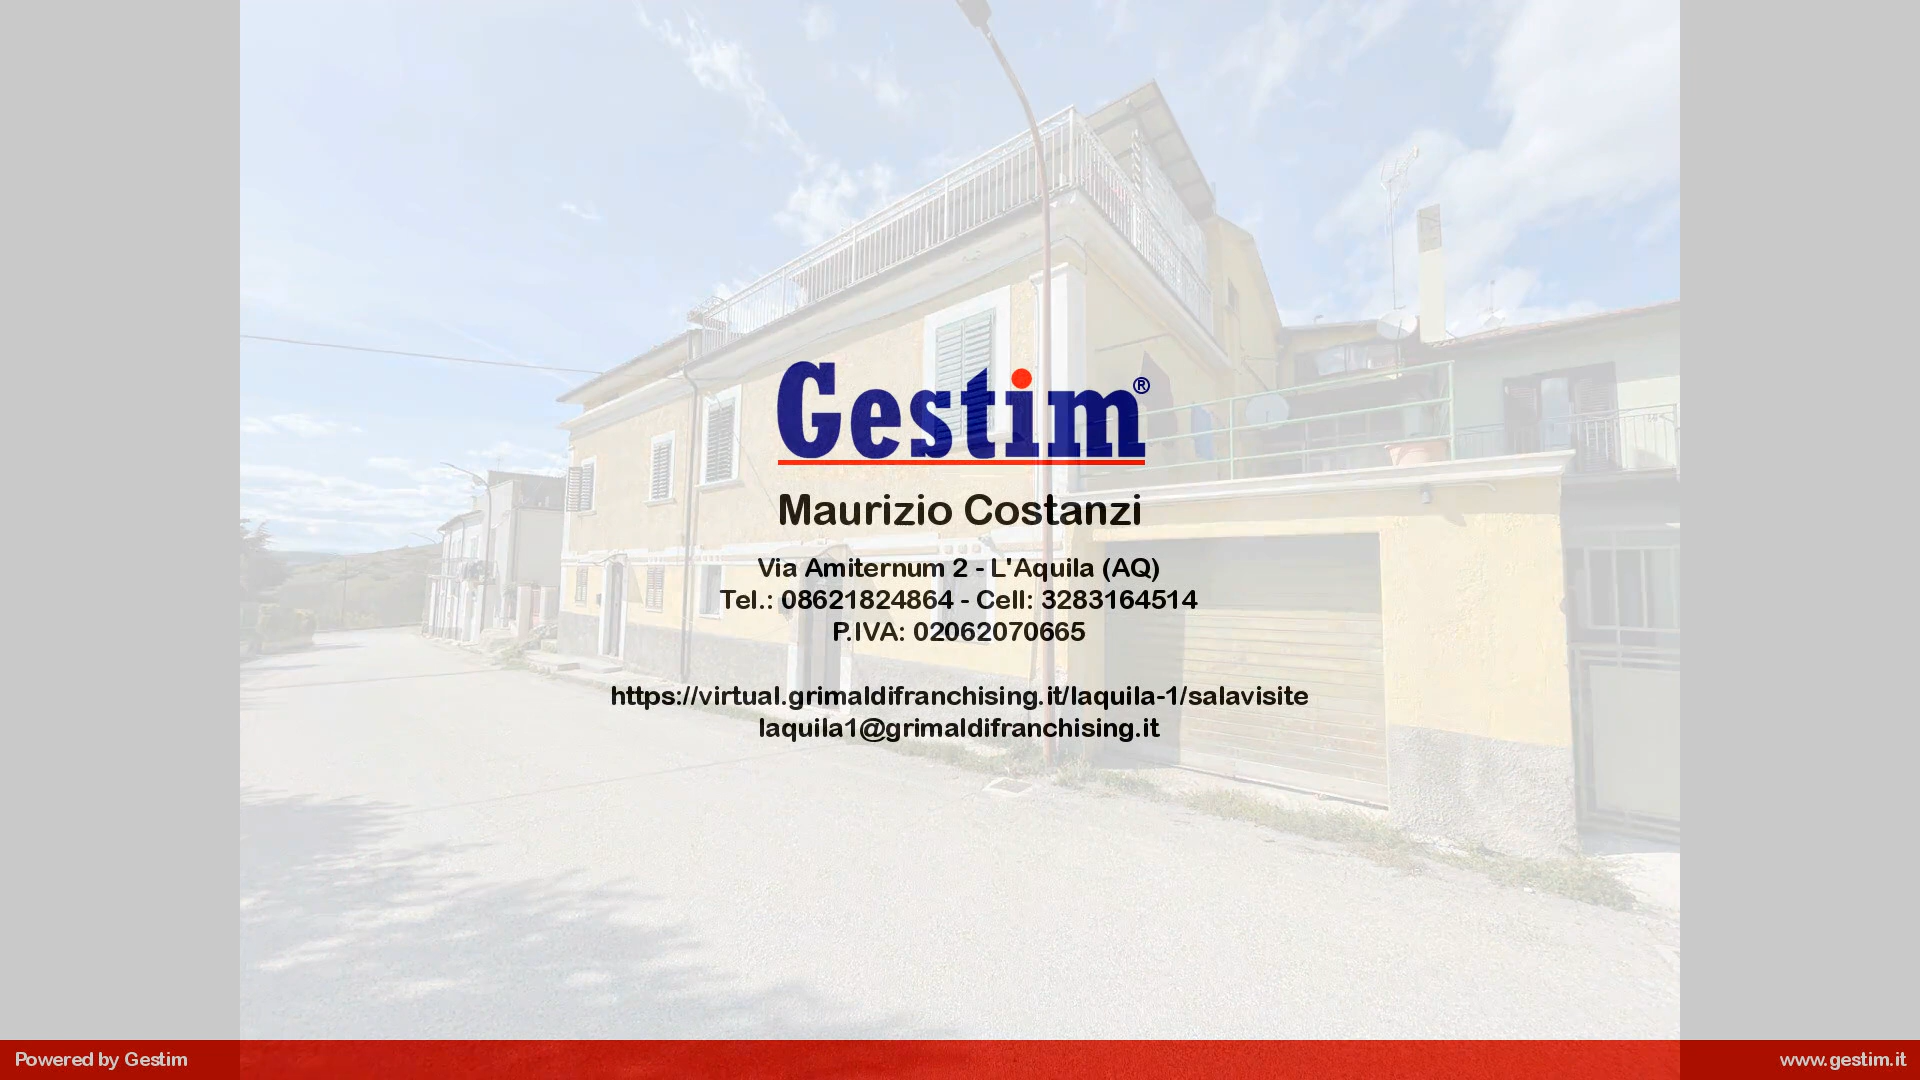 Gestim®
Maurizio Costanzi
Via Amiternum 2 - L'Aquila (AQ)
Tel.: 08621824864 - Cell: 3283164514
P.IVA: 02062070665
https://virtual.grimaldifranchising.it/laquila-1/salavisite
laquila1@grimaldifranchising.it
Powered by Gestim
www.gestim.it